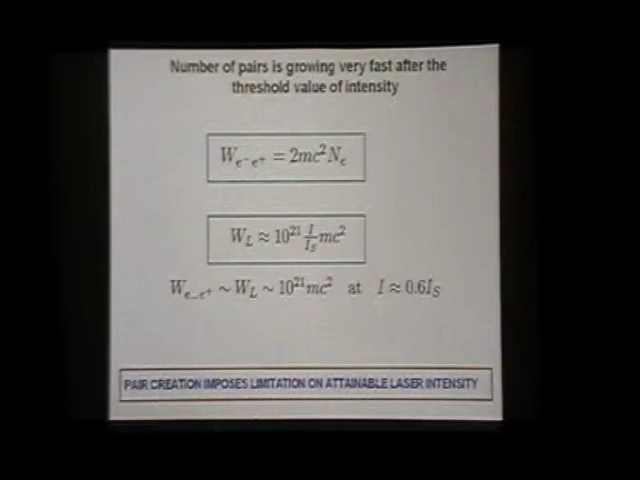 Number of pairs is growing very fast after the
threshold value of intensity
W_{e^-e^+} = 2mc^2 N_e
W_L ≈ 10^{21} \frac{I}{I_S} mc^2
W_{e_-e^+} ∼ W_L ∼ 10^{21} mc^2 at I ≈ 0.6I_S
PAIR CREATION IMPOSES LIMITATION ON ATTAINABLE LASER INTENSITY